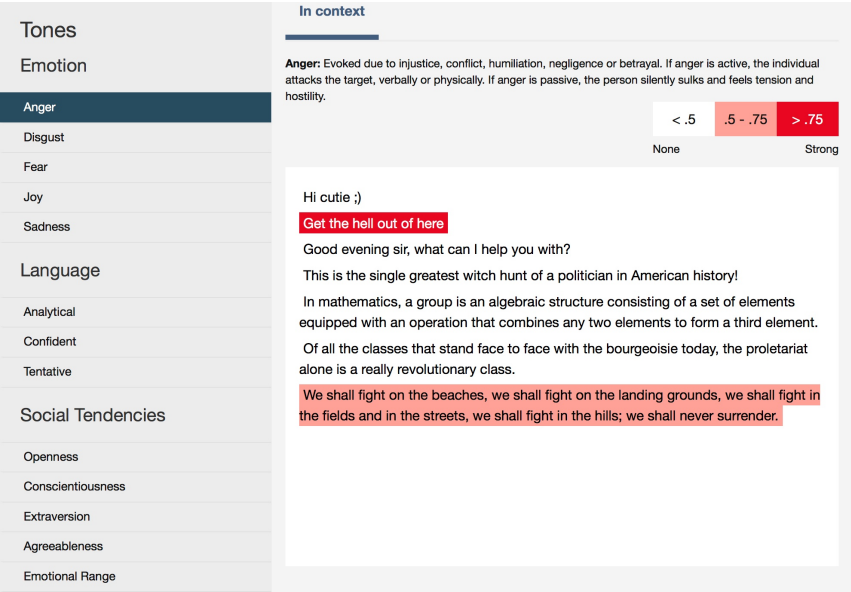 Tones
Emotion
Anger
Disgust
Fear
Joy
Sadness
Language
Analytical
Confident
Tentative
Social Tendencies
Openness
Conscientiousness
Extraversion
Agreeableness
Emotional Range
In context
Anger: Evoked due to injustice, conflict, humiliation, negligence or betrayal. If anger is active, the individual
attacks the target, verbally or physically. If anger is passive, the person silently sulks and feels tension and
hostility.
< .5 .5 - .75 > .75
None Strong
Hi cutie ;)
Get the hell out of here
Good evening sir, what can I help you with?
This is the single greatest witch hunt of a politician in American history!
In mathematics, a group is an algebraic structure consisting of a set of elements
equipped with an operation that combines any two elements to form a third element.
Of all the classes that stand face to face with the bourgeoisie today, the proletariat
alone is a really revolutionary class.
We shall fight on the beaches, we shall fight on the landing grounds, we shall fight in
the fields and in the streets, we shall fight in the hills; we shall never surrender.